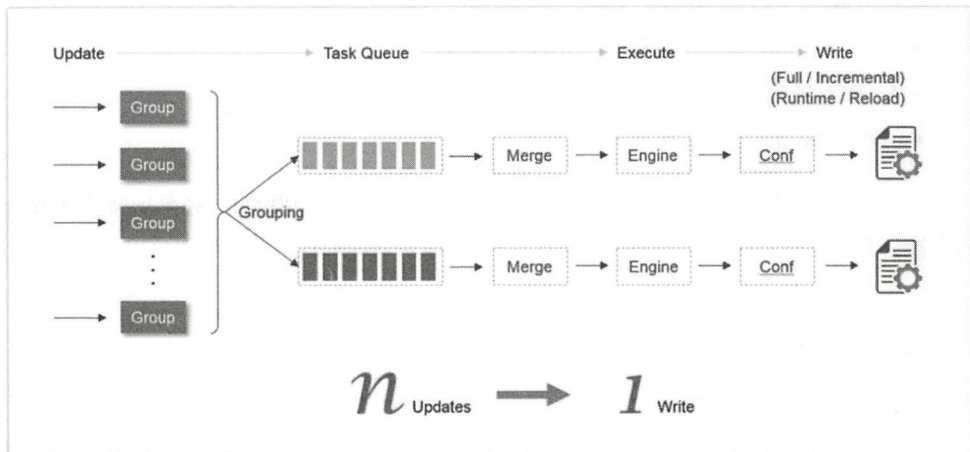 Update
Task Queue
Execute
Write
(Full / Incremental)
(Runtime / Reload)
Group
Group
Group
Group
Grouping
Merge
Engine
Conf
Merge
Engine
Conf
n Updates
1 Write